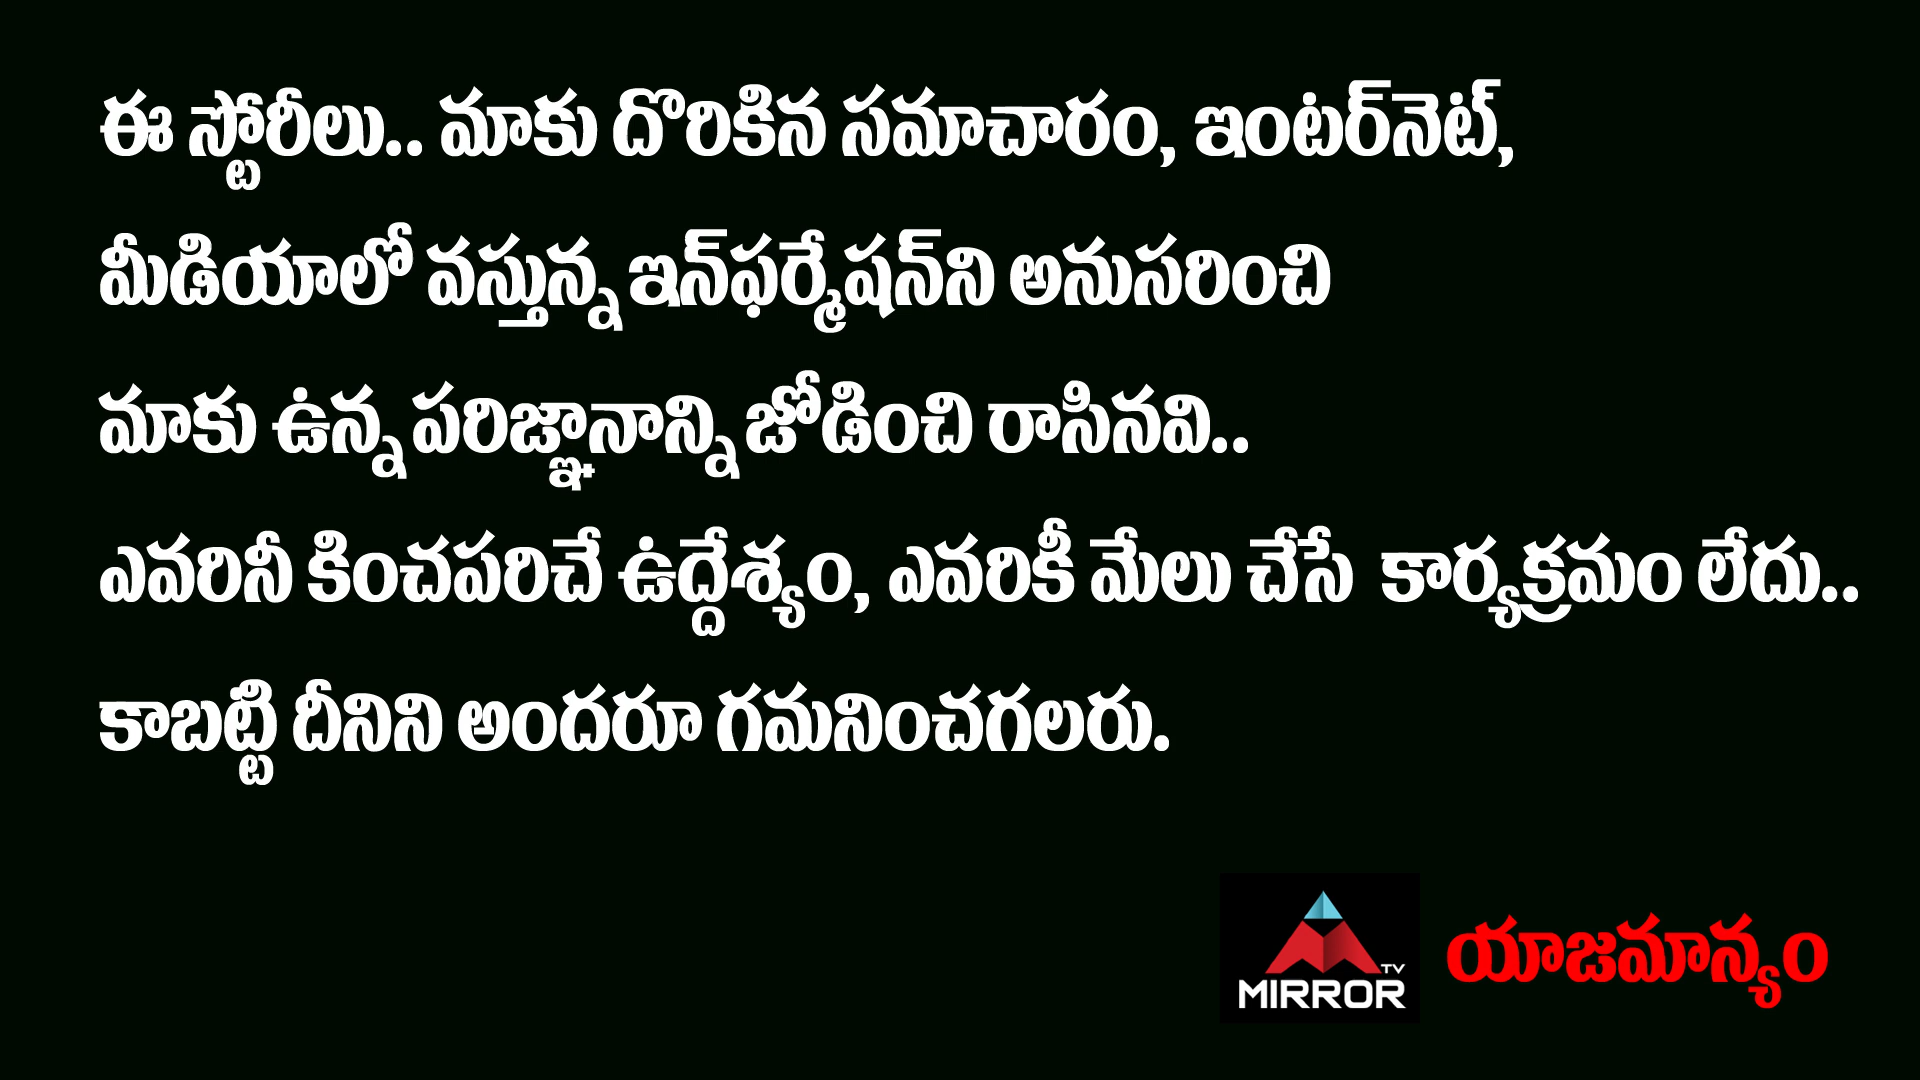 ఈ స్టోరీలు.. మాకు దొరికిన సమాచారం, ఇంటర్‌నెట్,
మీడియాలో వస్తున్న ఇన్‌ఫర్మేషన్‌ని అనుసరించి
మాకు ఉన్న పరిజ్ఞానాన్ని జోడించి రాసినవి..
ఎవరినీ కించపరిచే ఉద్దేశ్యం, ఎవరికీ మేలు చేసే కార్యక్రమం లేదు..
కాబట్టి దీనిని అందరూ గమనించగలరు.
TV
MIRROR
యాజమాన్యం